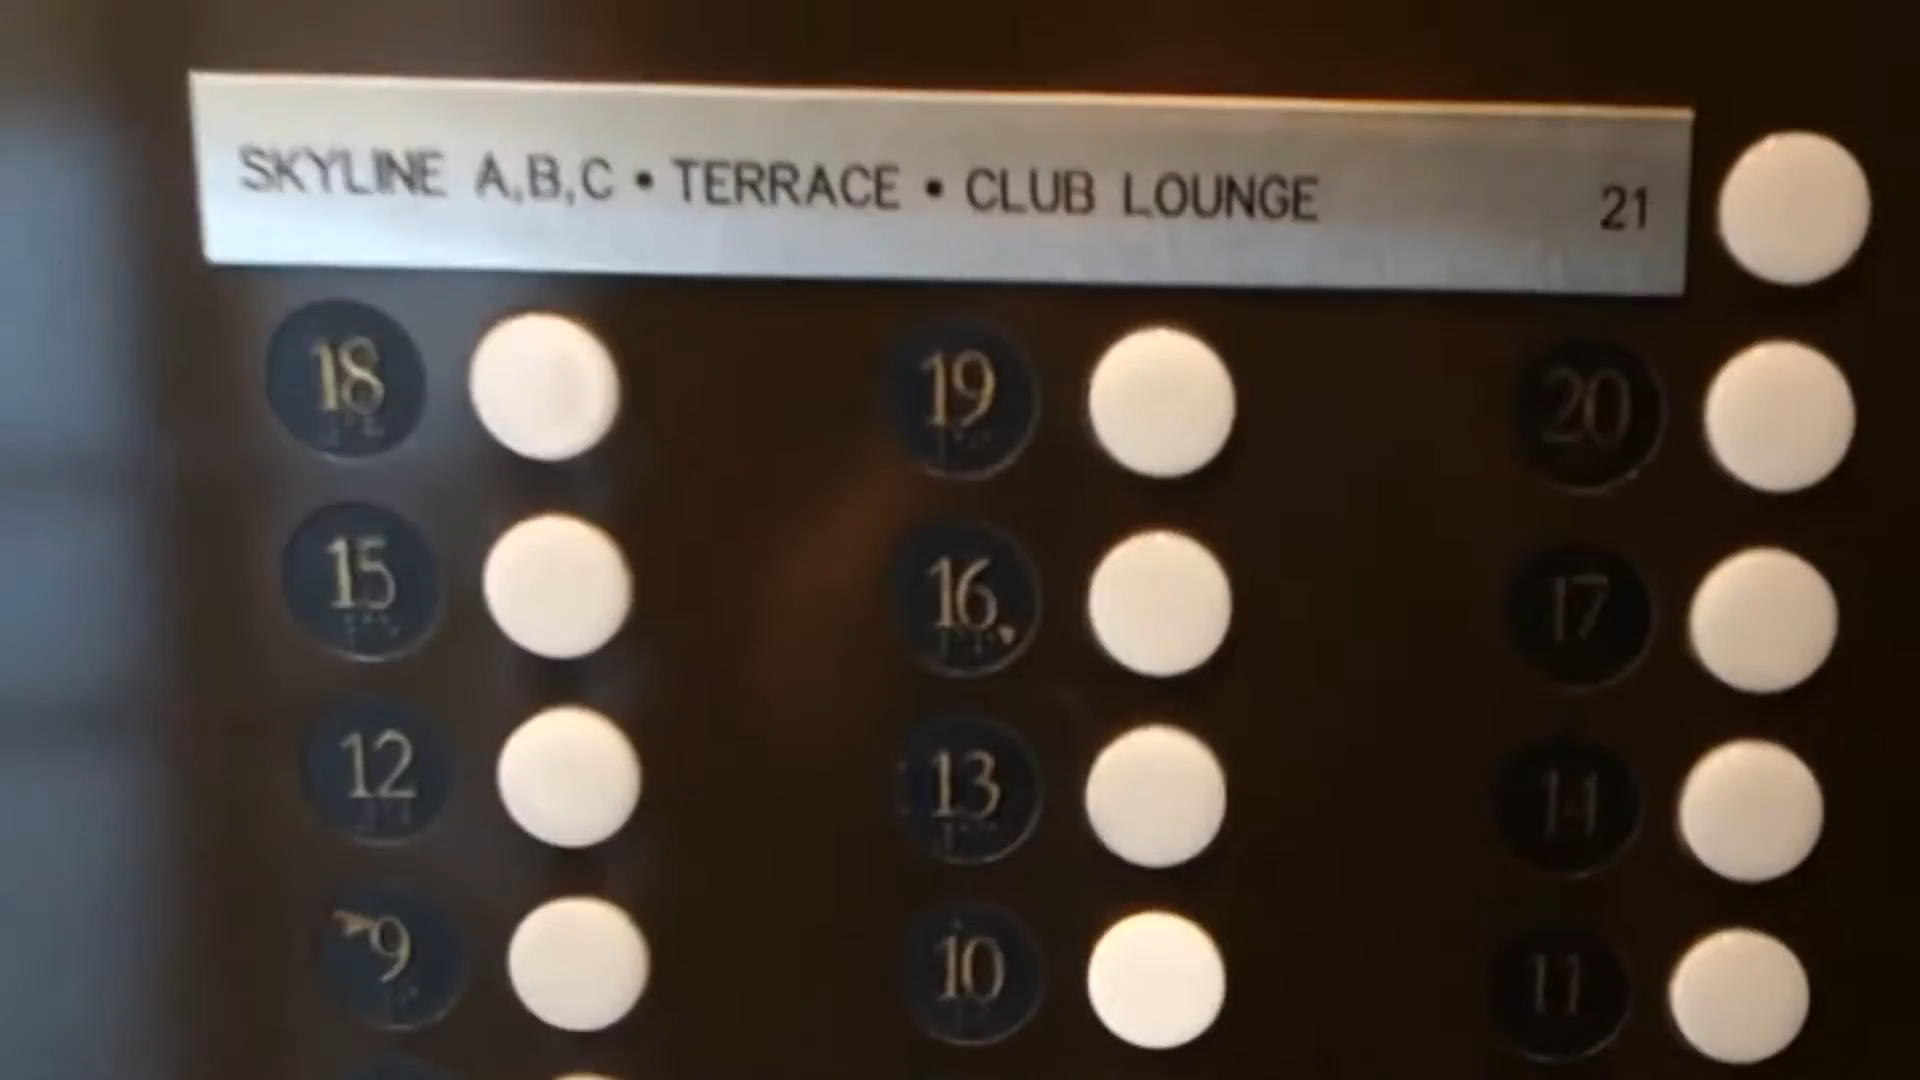 SKYLINE A,B,C • TERRACE • CLUB LOUNGE 21
18 19 20
15 16 17
12 13 14
9 10 11